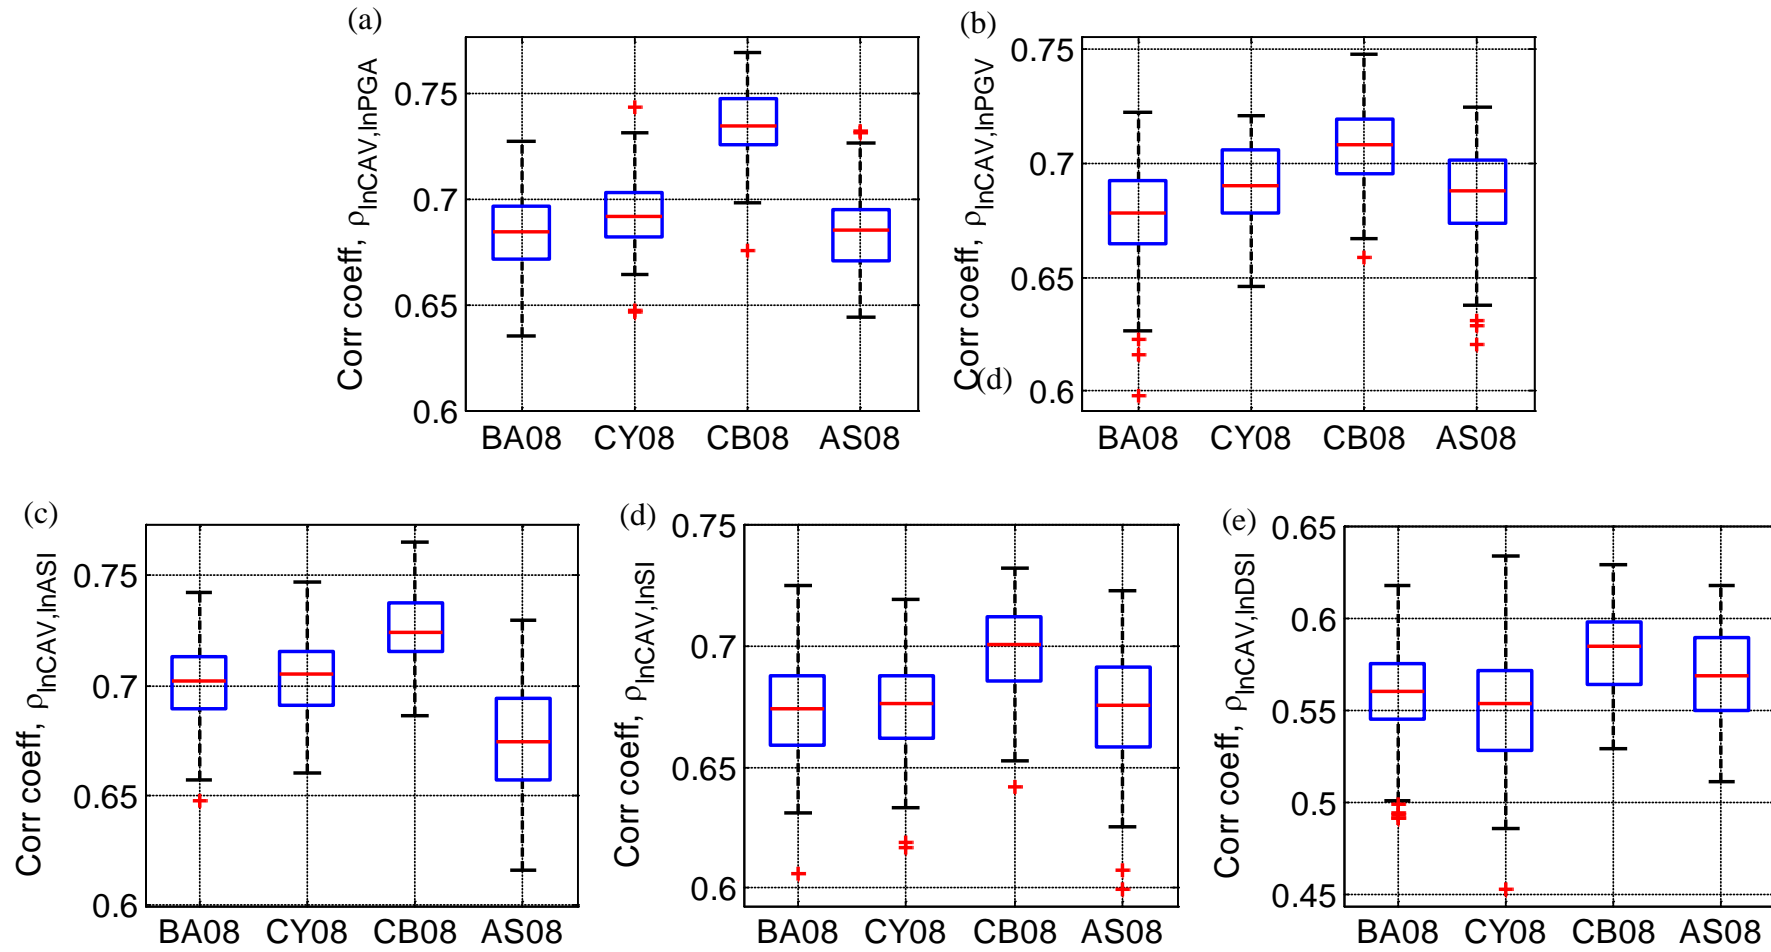 (a)
Corr coeff, ρlnCAV,lnPGA
0.75
0.7
0.65
0.6
BA08 CY08 CB08 AS08
(b)
Corr coeff, ρlnCAV,lnPGV
(d)
0.75
0.7
0.65
0.6
BA08 CY08 CB08 AS08
(c)
Corr coeff, ρlnCAV,lnASI
0.75
0.7
0.65
0.6
BA08 CY08 CB08 AS08
(d)
Corr coeff, ρlnCAV,lnSI
0.75
0.7
0.65
0.6
BA08 CY08 CB08 AS08
(e)
Corr coeff, ρlnCAV,lnDSI
0.65
0.6
0.55
0.5
0.45
BA08 CY08 CB08 AS08